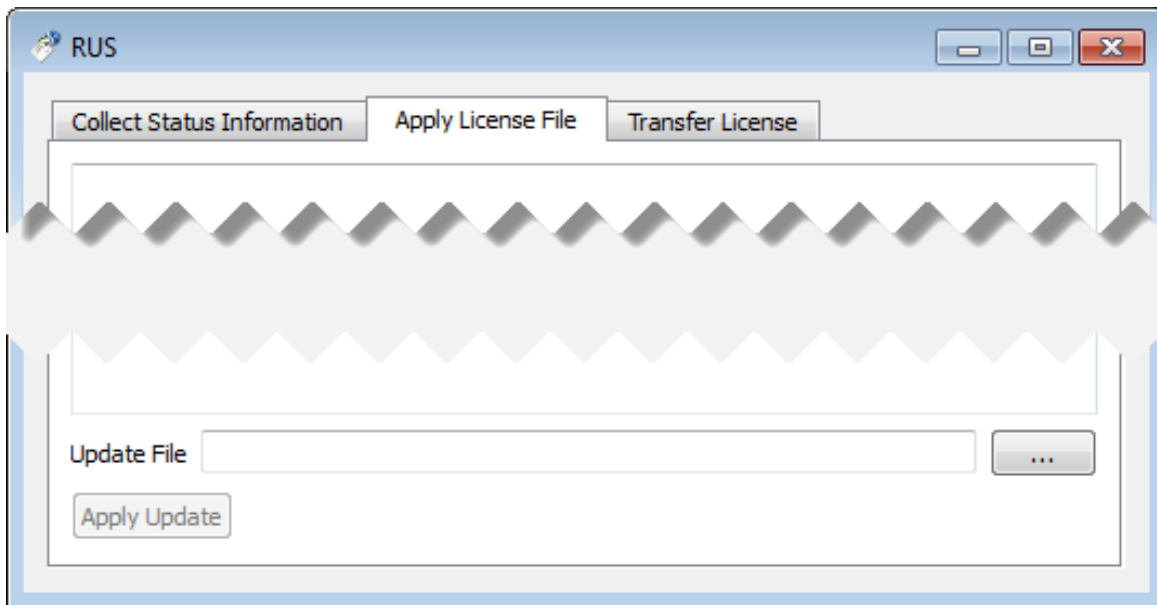 RUS
Collect Status Information Apply License File Transfer License
Update File ...
Apply Update